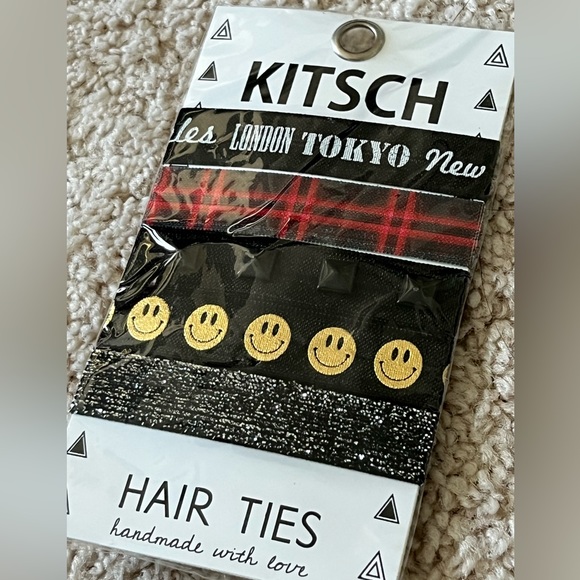 KITSCH
les LONDON TOKYO New
HAIR TIES
handmade with love